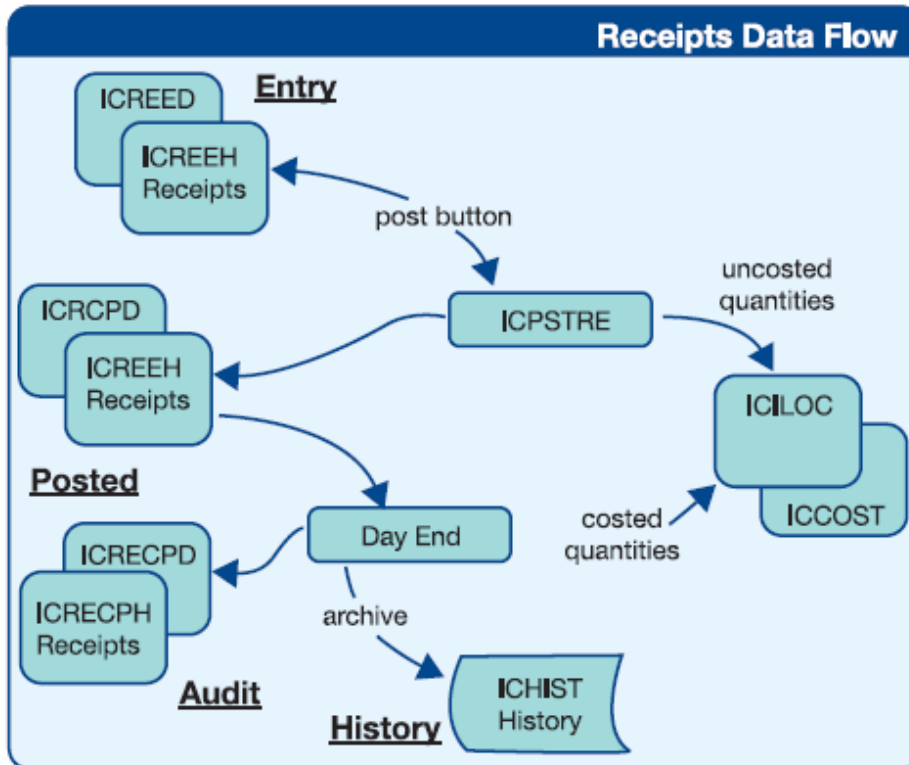 Receipts Data Flow
Entry
ICREED
ICREEH
Receipts
post button
uncosted
quantities
ICPSTRE
ICRCPD
ICREEH
Receipts
Posted
ICILOC
ICCOST
costed
quantities
Day End
ICRECPD
ICRECPH
Receipts
Audit
archive
ICHIST
History
History